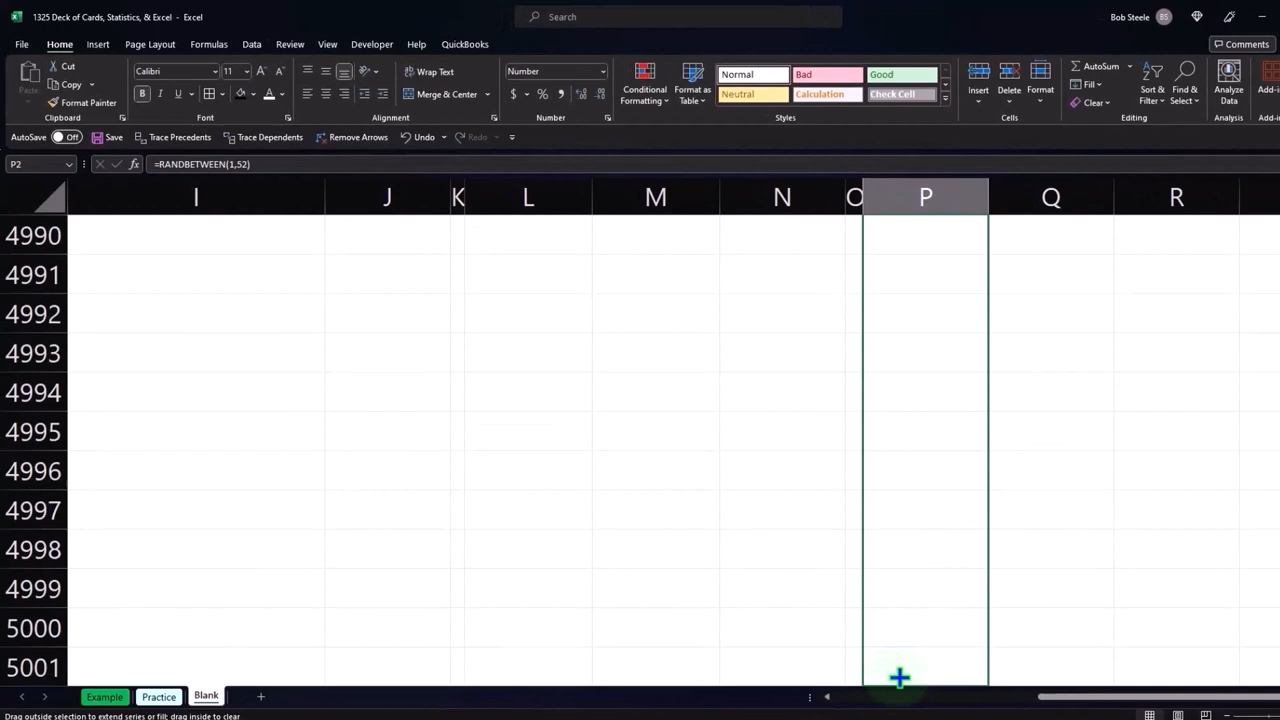 1325 Deck of Cards, Statistics, & Excel - Excel
Search
Bob Steele
BS
File Home Insert Page Layout Formulas Data Review View Developer Help QuickBooks
Comments
Paste
Cut
Copy
Format Painter
Clipboard
Calibri 11
B I U
Font
Wrap Text
Merge & Center
Alignment
Number
$ %
Number
Conditional Formatting
Format as Table
Normal Bad Good
Neutral Calculation Check Cell
Styles
Insert Delete Format
Cells
AutoSum
Fill
Clear
Sort & Filter
Find & Select
Editing
Analyze Data
Analysis
Add-in
AutoSave Off Save Trace Precedents Trace Dependents Remove Arrows Undo Redo
P2 fx =RANDBETWEEN(1,52)
I J K L M N O P Q R
4990
4991
4992
4993
4994
4995
4996
4997
4998
4999
5000
5001
Example Practice Blank
Drag outside selection to extend series or fill; drag inside to clear